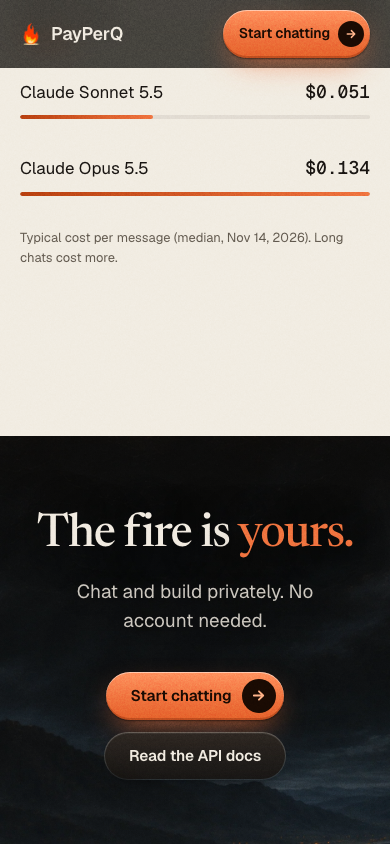 PayPerQ
Start chatting
Claude Sonnet 5.5 $0.051
Claude Opus 5.5 $0.134
Typical cost per message (median, Nov 14, 2026). Long
chats cost more.
The fire is yours.
Chat and build privately. No
account needed.
Start chatting
Read the API docs